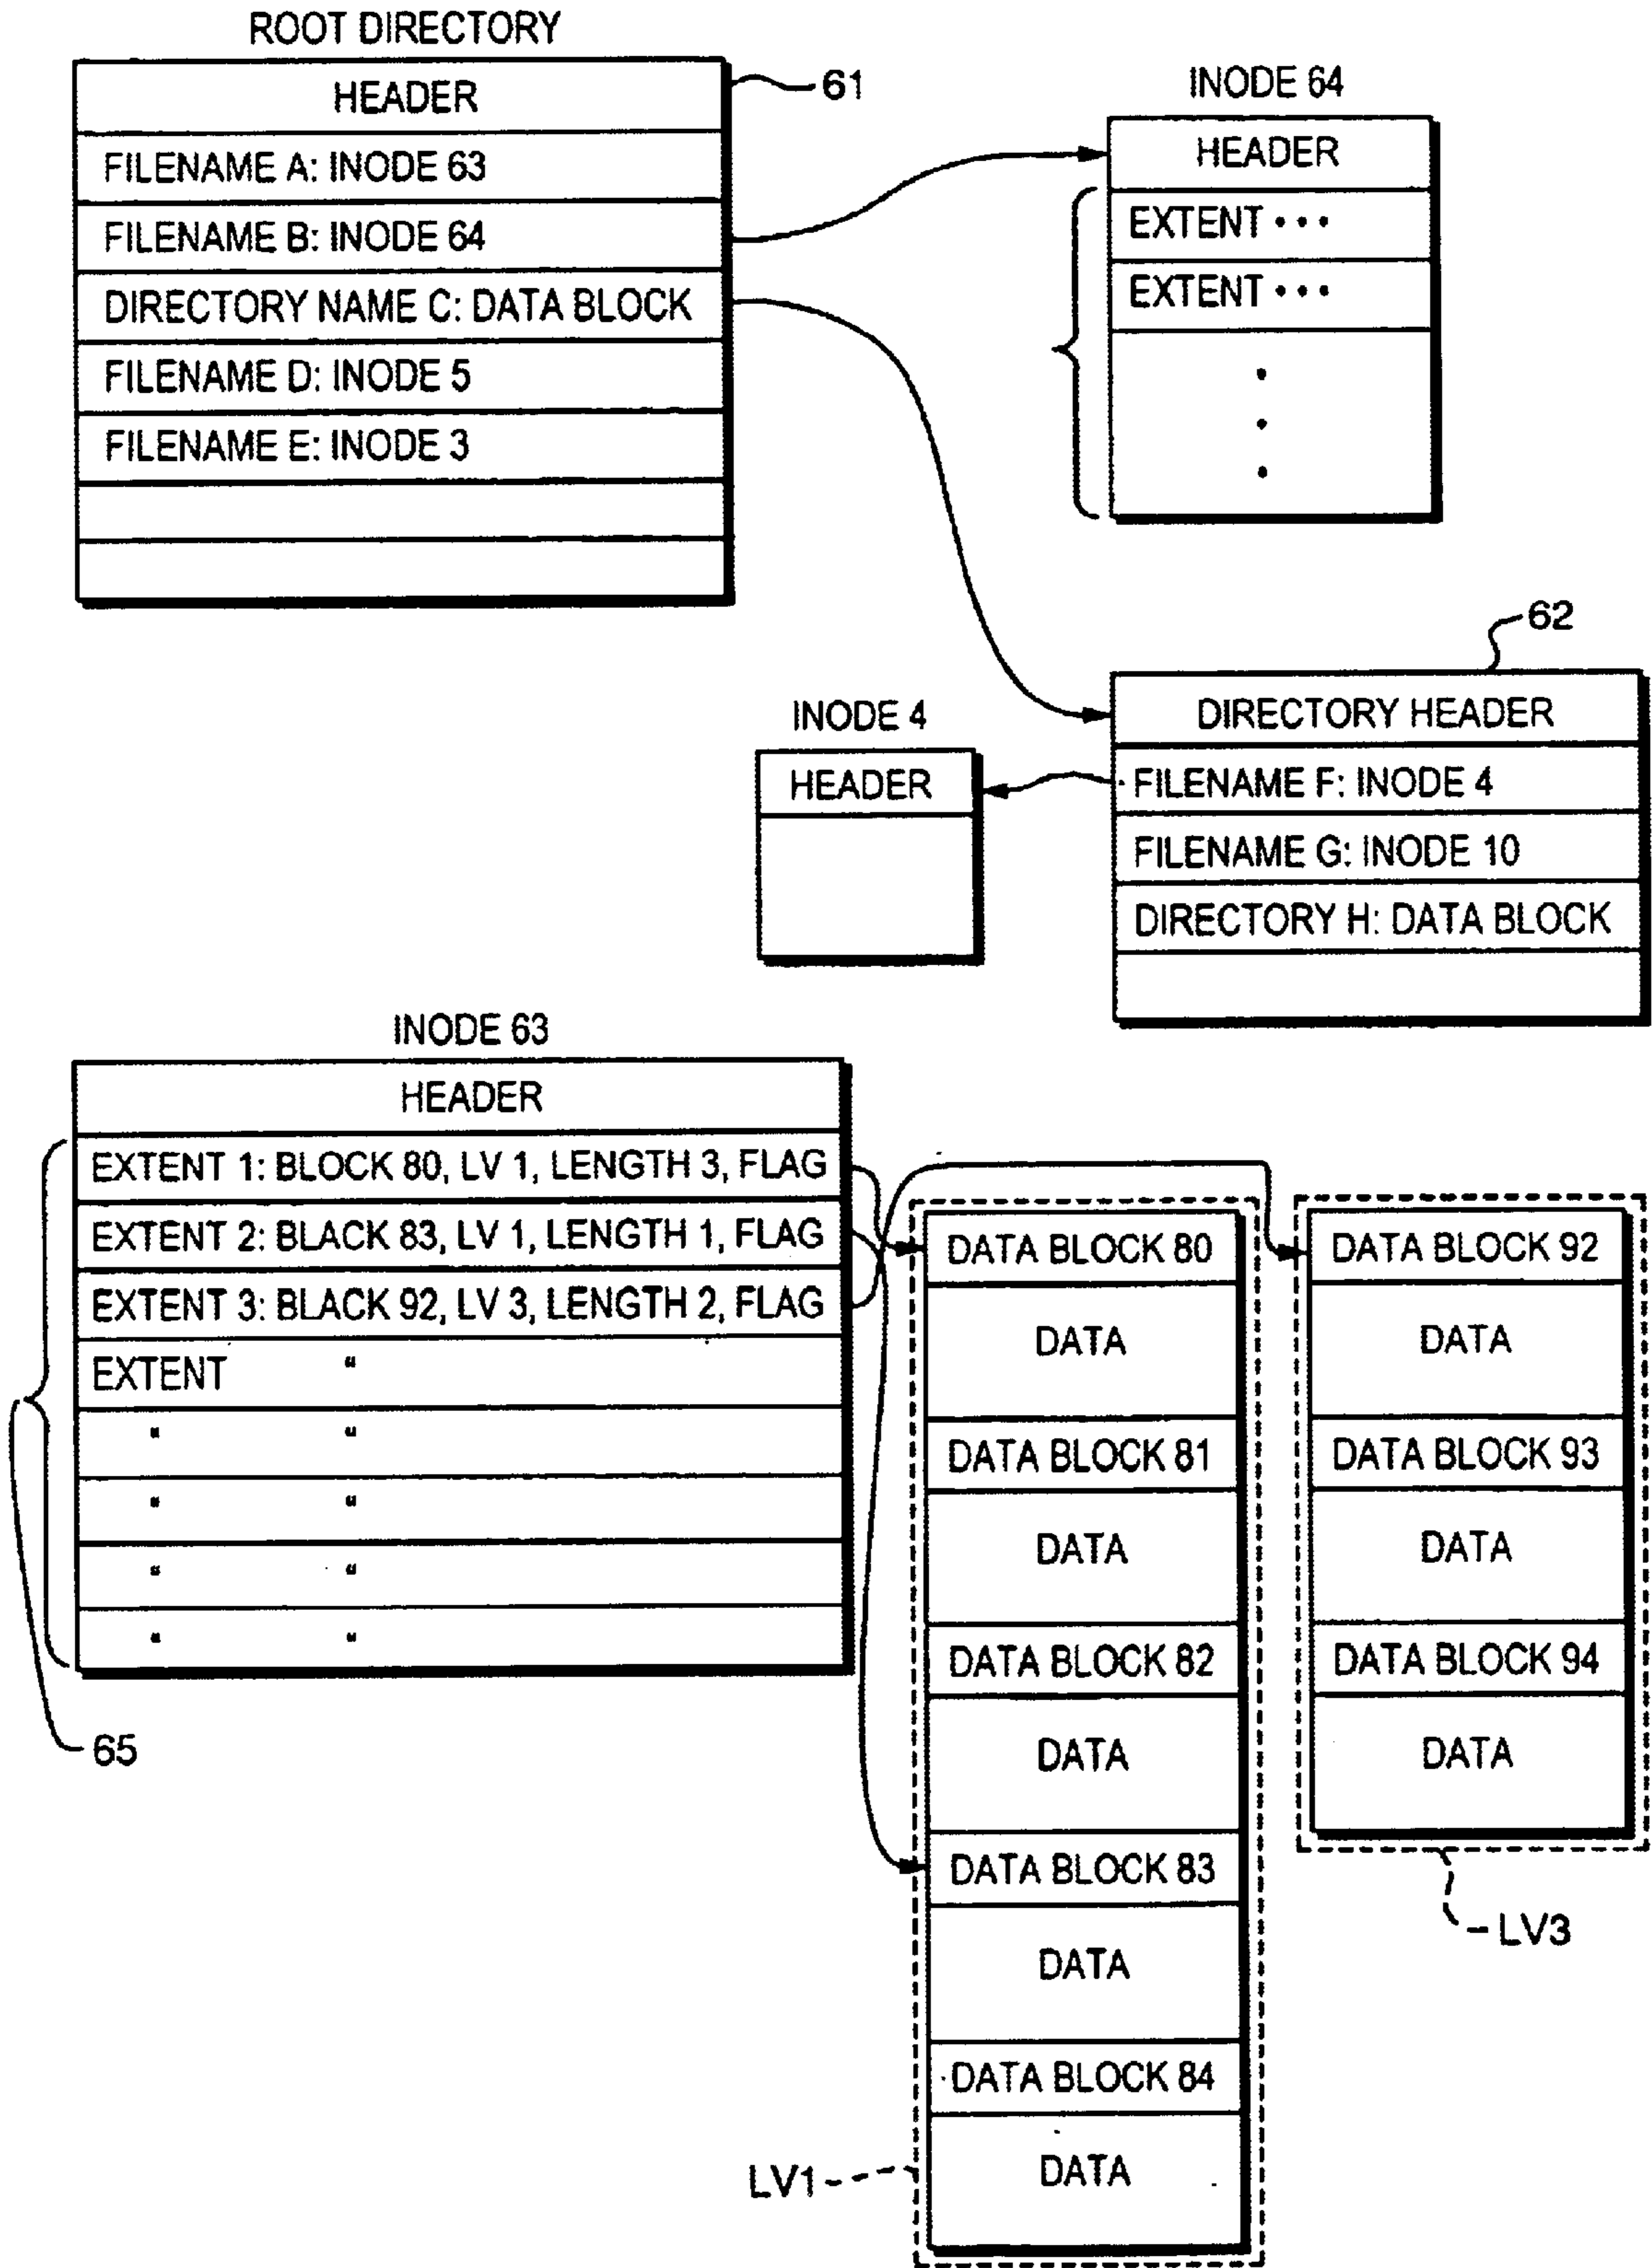 ROOT DIRECTORY
HEADER
61
FILENAME A: INODE 63
FILENAME B: INODE 64
DIRECTORY NAME C: DATA BLOCK
FILENAME D: INODE 5
FILENAME E: INODE 3
INODE 64
HEADER
EXTENT •••
EXTENT •••
•
•
•
62
DIRECTORY HEADER
FILENAME F: INODE 4
FILENAME G: INODE 10
DIRECTORY H: DATA BLOCK
INODE 4
HEADER
INODE 63
HEADER
EXTENT 1: BLOCK 80, LV 1, LENGTH 3, FLAG
EXTENT 2: BLACK 83, LV 1, LENGTH 1, FLAG
EXTENT 3: BLACK 92, LV 3, LENGTH 2, FLAG
EXTENT “
“ “
“ “
“ “
“ “
65
DATA BLOCK 80
DATA
DATA BLOCK 81
DATA
DATA BLOCK 82
DATA
DATA BLOCK 83
DATA
DATA BLOCK 84
DATA
LV1
DATA BLOCK 92
DATA
DATA BLOCK 93
DATA
DATA BLOCK 94
DATA
LV3